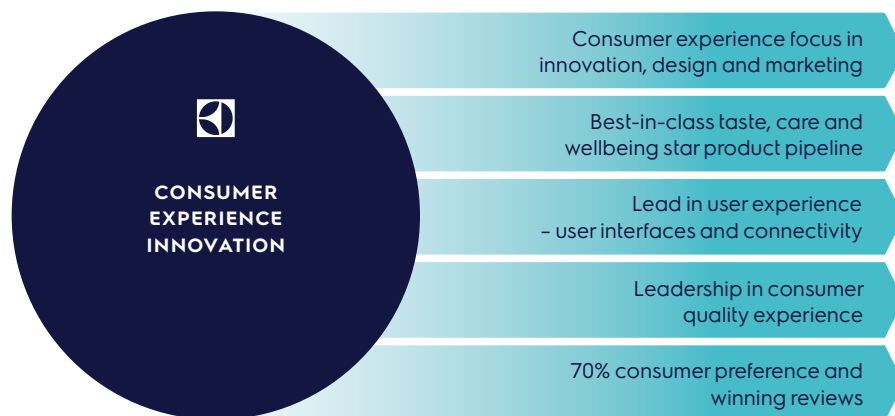 CONSUMER
EXPERIENCE
INNOVATION
Consumer experience focus in
innovation, design and marketing
Best-in-class taste, care and
wellbeing star product pipeline
Lead in user experience
– user interfaces and connectivity
Leadership in consumer
quality experience
70% consumer preference and
winning reviews